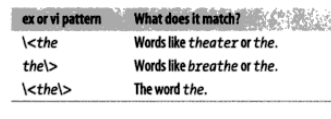 ex or vi pattern What does it match?
\<the Words like theater or the.
the\> Words like breathe or the.
\<the\> The word the.